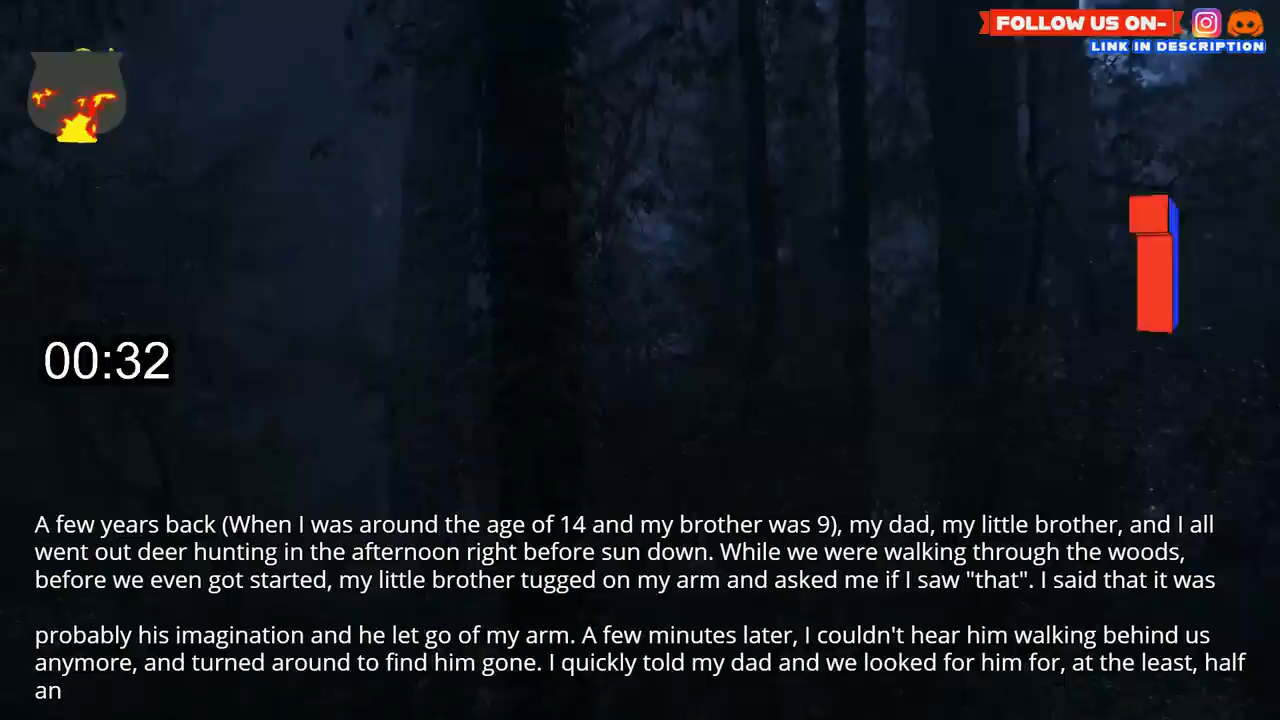 FOLLOW US ON-
LINK IN DESCRIPTION
00:32
A few years back (When I was around the age of 14 and my brother was 9), my dad, my little brother, and I all
went out deer hunting in the afternoon right before sun down. While we were walking through the woods,
before we even got started, my little brother tugged on my arm and asked me if I saw "that". I said that it was
probably his imagination and he let go of my arm. A few minutes later, I couldn't hear him walking behind us
anymore, and turned around to find him gone. I quickly told my dad and we looked for him for, at the least, half
an